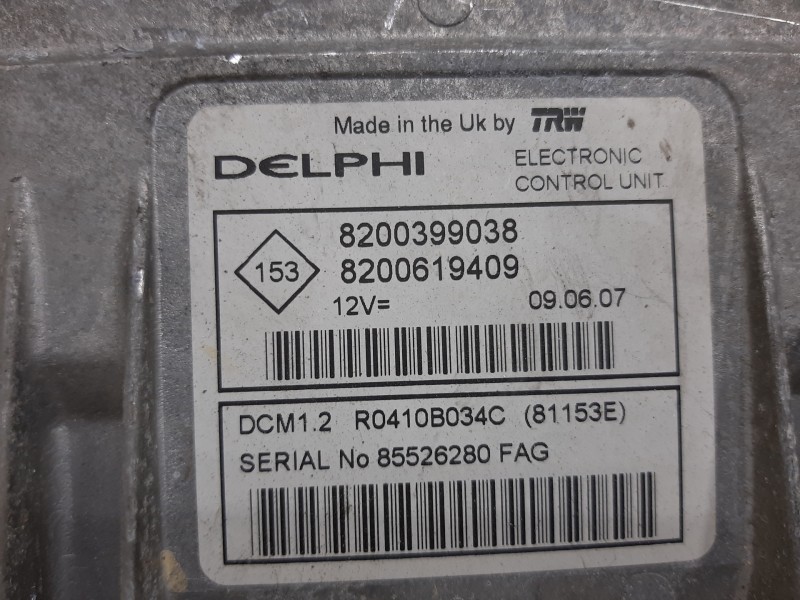 Made in the Uk by TRW
DELPHI
ELECTRONIC
CONTROL UNIT
153
8200399038
8200619409
12V=
09.06.07
DCM1.2 R0410B034C (81153E)
SERIAL No 85526280 FAG